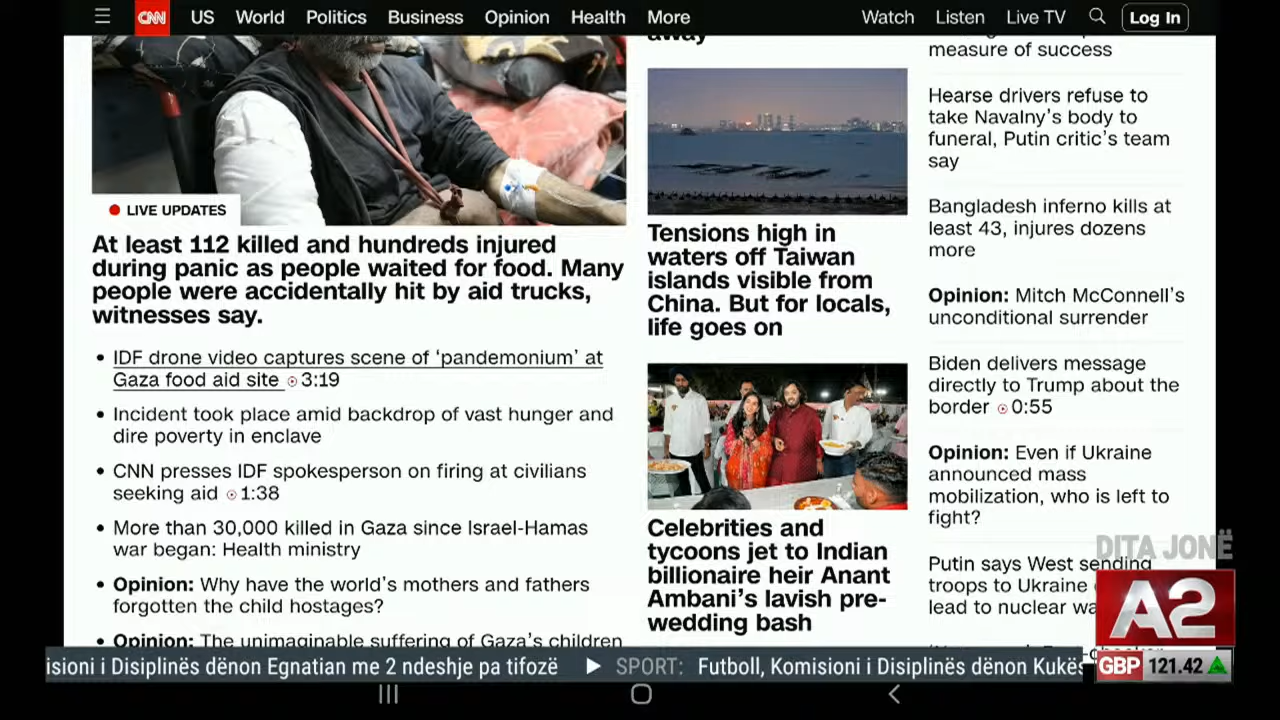 CNN
US
World
Politics
Business
Opinion
Health
More
Watch
Listen
Live TV
Log In
LIVE UPDATES
At least 112 killed and hundreds injured
during panic as people waited for food. Many
people were accidentally hit by aid trucks,
witnesses say.
IDF drone video captures scene of ‘pandemonium’ at
Gaza food aid site 3:19
Incident took place amid backdrop of vast hunger and
dire poverty in enclave
CNN presses IDF spokesperson on firing at civilians
seeking aid 1:38
More than 30,000 killed in Gaza since Israel-Hamas
war began: Health ministry
Opinion: Why have the world’s mothers and fathers
forgotten the child hostages?
Opinion: The unimaginable suffering of Gaza’s children
away
Tensions high in
waters off Taiwan
islands visible from
China. But for locals,
life goes on
Celebrities and
tycoons jet to Indian
billionaire heir Anant
Ambani’s lavish pre-
wedding bash
measure of success
Hearse drivers refuse to
take Navalny’s body to
funeral, Putin critic’s team
say
Bangladesh inferno kills at
least 43, injures dozens
more
Opinion: Mitch McConnell’s
unconditional surrender
Biden delivers message
directly to Trump about the
border 0:55
Opinion: Even if Ukraine
announced mass
mobilization, who is left to
fight?
Putin says West sending
troops to Ukraine
lead to nuclear
DITA JONË
A2
isioni i Disiplinës dënon Egnatian me 2 ndeshje pa tifozë ▶ SPORT: Futboll, Komisioni i Disiplinës dënon Kukës
GBP 121.42